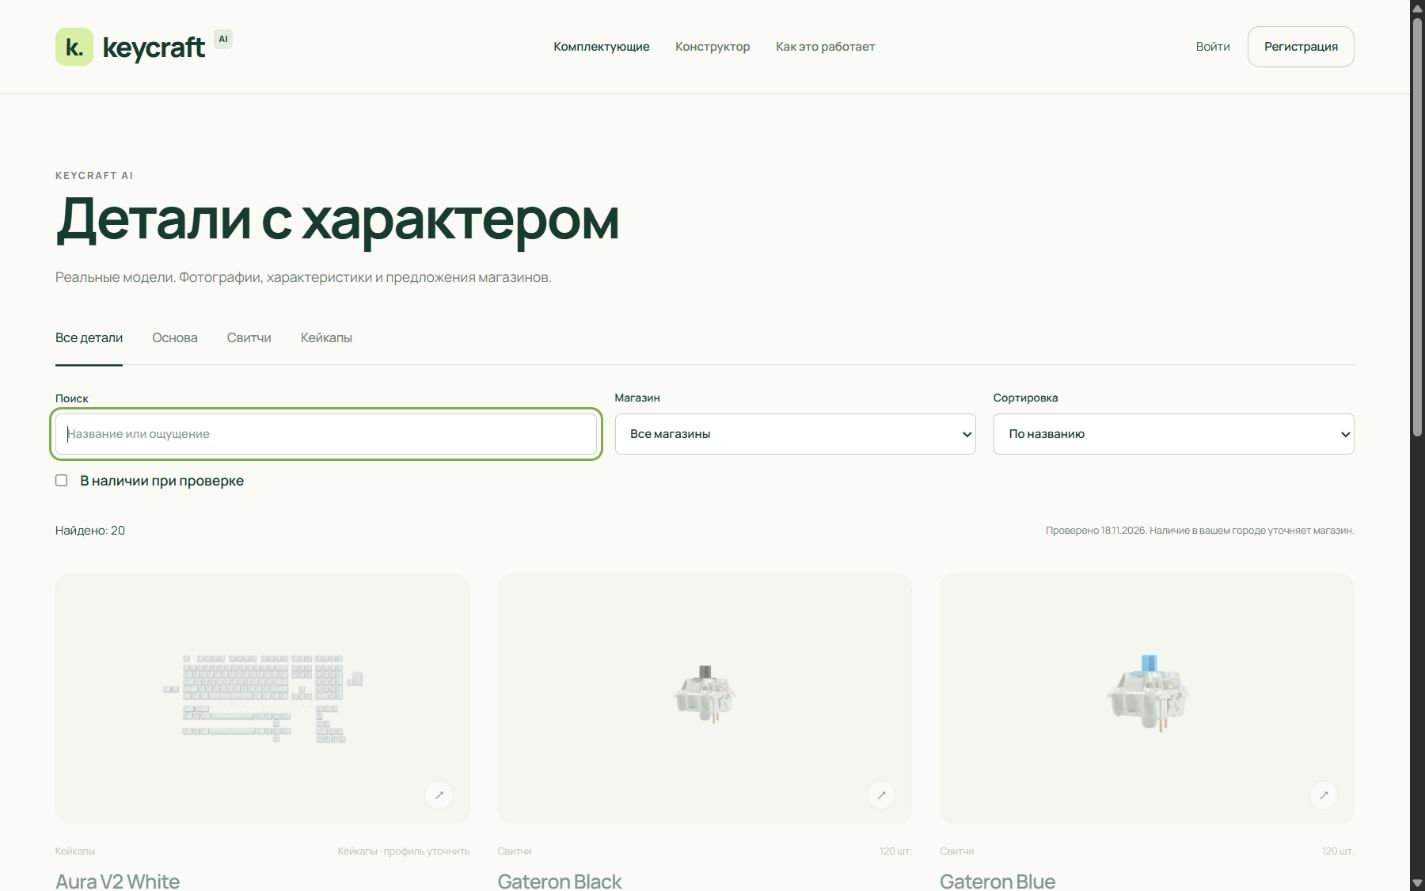 k. keycraft AI
Комплектующие Конструктор Как это работает
Войти Регистрация
KEYCRAFT AI
Детали с характером
Реальные модели. Фотографии, характеристики и предложения магазинов.
Все детали Основа Свитчи Кейкапы
Поиск Магазин Сортировка
Название или ощущение Все магазины По названию
В наличии при проверке
Найдено: 20 Проверено 18.11.2026. Наличие в вашем городе уточняет магазин.
Кейкапы Кейкапы · профиль уточнить Свитчи 120 шт. Свитчи 120 шт.
Aura V2 White Gateron Black Gateron Blue